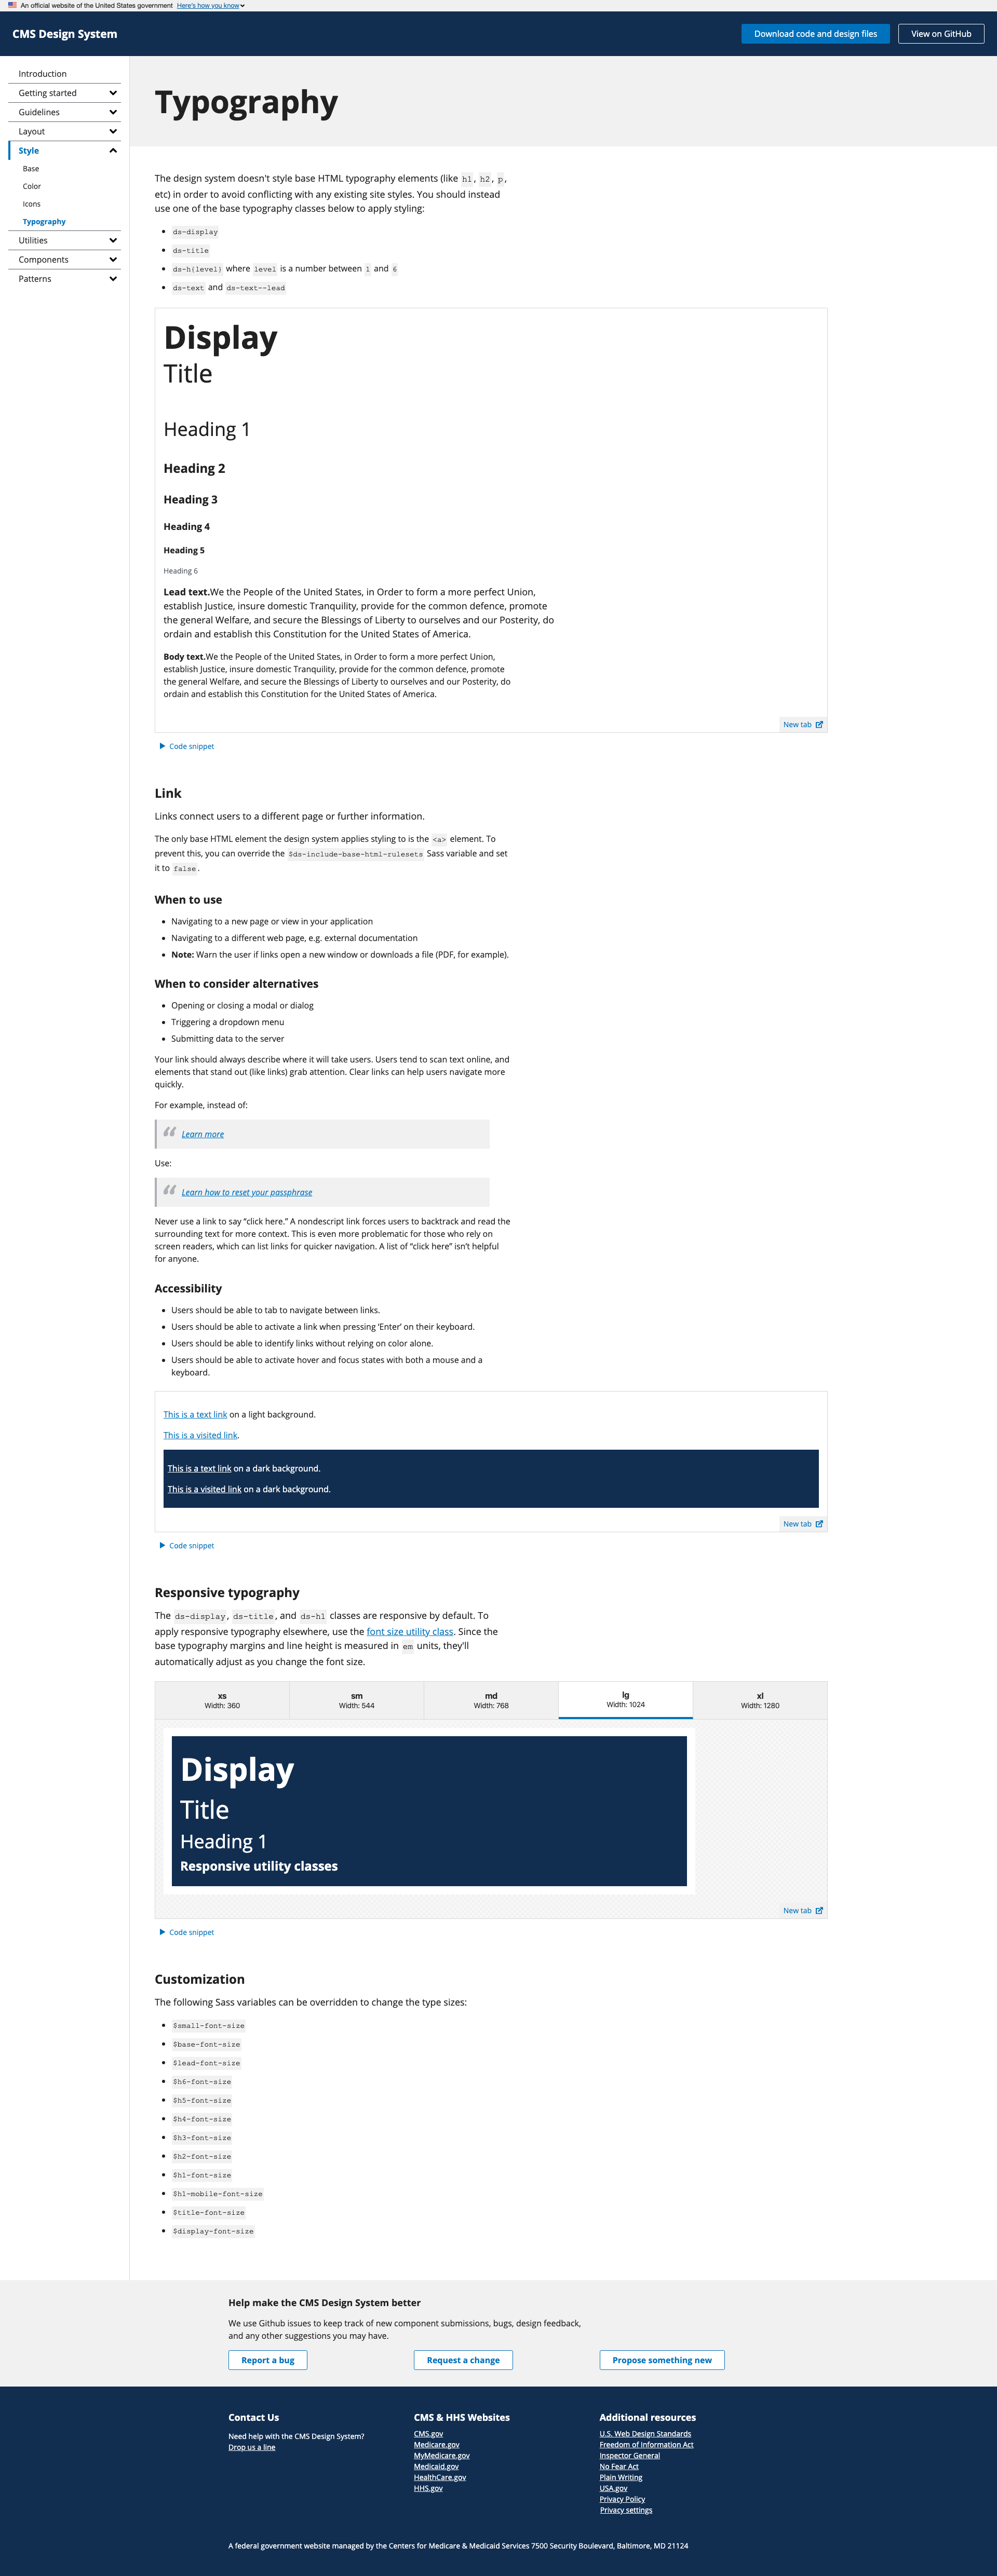 An official website of the United States government Here's how you know
CMS Design System
Download code and design files
View on GitHub
Introduction
Getting started
Guidelines
Layout
Style
Base
Color
Icons
Typography
Utilities
Components
Patterns
Typography
The design system doesn't style base HTML typography elements (like h1, h2, p,
etc) in order to avoid conflicting with any existing site styles. You should instead
use one of the base typography classes below to apply styling:
ds-display
ds-title
ds-h(level) where level is a number between 1 and 6
ds-text and ds-text--lead
Display
Title
Heading 1
Heading 2
Heading 3
Heading 4
Heading 5
Heading 6
Lead text.We the People of the United States, in Order to form a more perfect Union,
establish Justice, insure domestic Tranquility, provide for the common defence, promote
the general Welfare, and secure the Blessings of Liberty to ourselves and our Posterity, do
ordain and establish this Constitution for the United States of America.
Body text.We the People of the United States, in Order to form a more perfect Union,
establish Justice, insure domestic Tranquility, provide for the common defence, promote
the general Welfare, and secure the Blessings of Liberty to ourselves and our Posterity, do
ordain and establish this Constitution for the United States of America.
New tab
Code snippet
Link
Links connect users to a different page or further information.
The only base HTML element the design system applies styling to is the <a> element. To
prevent this, you can override the $ds-include-base-html-rulesets Sass variable and set
it to false.
When to use
Navigating to a new page or view in your application
Navigating to a different web page, e.g. external documentation
Note: Warn the user if links open a new window or downloads a file (PDF, for example).
When to consider alternatives
Opening or closing a modal or dialog
Triggering a dropdown menu
Submitting data to the server
Your link should always describe where it will take users. Users tend to scan text online, and
elements that stand out (like links) grab attention. Clear links can help users navigate more
quickly.
For example, instead of:
“ Learn more
Use:
“ Learn how to reset your passphrase
Never use a link to say “click here.” A nondescript link forces users to backtrack and read the
surrounding text for more context. This is even more problematic for those who rely on
screen readers, which can list links for quicker navigation. A list of “click here” isn't helpful
for anyone.
Accessibility
Users should be able to tab to navigate between links.
Users should be able to activate a link when pressing ‘Enter’ on their keyboard.
Users should be able to identify links without relying on color alone.
Users should be able to activate hover and focus states with both a mouse and a
keyboard.
This is a text link on a light background.
This is a visited link.
This is a text link on a dark background.
This is a visited link on a dark background.
New tab
Code snippet
Responsive typography
The ds-display, ds-title, and ds-h1 classes are responsive by default. To
apply responsive typography elsewhere, use the font size utility class. Since the
base typography margins and line height is measured in em units, they'll
automatically adjust as you change the font size.
xs
Width: 360
sm
Width: 544
md
Width: 768
lg
Width: 1024
xl
Width: 1280
Display
Title
Heading 1
Responsive utility classes
New tab
Code snippet
Customization
The following Sass variables can be overridden to change the type sizes:
$small-font-size
$base-font-size
$lead-font-size
$h6-font-size
$h5-font-size
$h4-font-size
$h3-font-size
$h2-font-size
$h1-font-size
$h1-mobile-font-size
$title-font-size
$display-font-size
Help make the CMS Design System better
We use Github issues to keep track of new component submissions, bugs, design feedback,
and any other suggestions you may have.
Report a bug
Request a change
Propose something new
Contact Us
Need help with the CMS Design System?
Drop us a line
CMS & HHS Websites
CMS.gov
Medicare.gov
MyMedicare.gov
Medicaid.gov
HealthCare.gov
HHS.gov
Additional resources
U.S. Web Design Standards
Freedom of Information Act
Inspector General
No Fear Act
Plain Writing
USA.gov
Privacy Policy
Privacy settings
A federal government website managed by the Centers for Medicare & Medicaid Services 7500 Security Boulevard, Baltimore, MD 21124